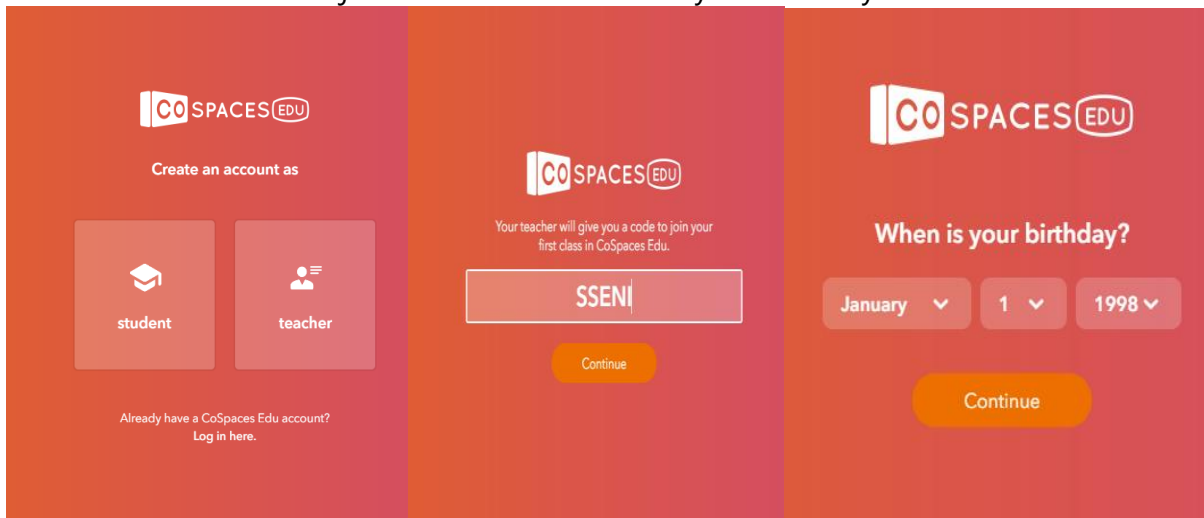 CO SPACES EDU
Create an account as
student
teacher
Already have a CoSpaces Edu account?
Log in here.
CO SPACES EDU
Your teacher will give you a code to join your
first class in CoSpaces Edu.
SSENI
Continue
CO SPACES EDU
When is your birthday?
January 1 1998
Continue